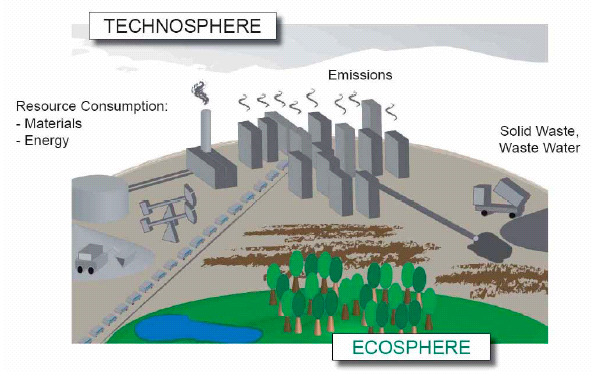 TECHNOSPHERE
Emissions
Resource Consumption:
- Materials
- Energy
Solid Waste,
Waste Water
ECOSPHERE